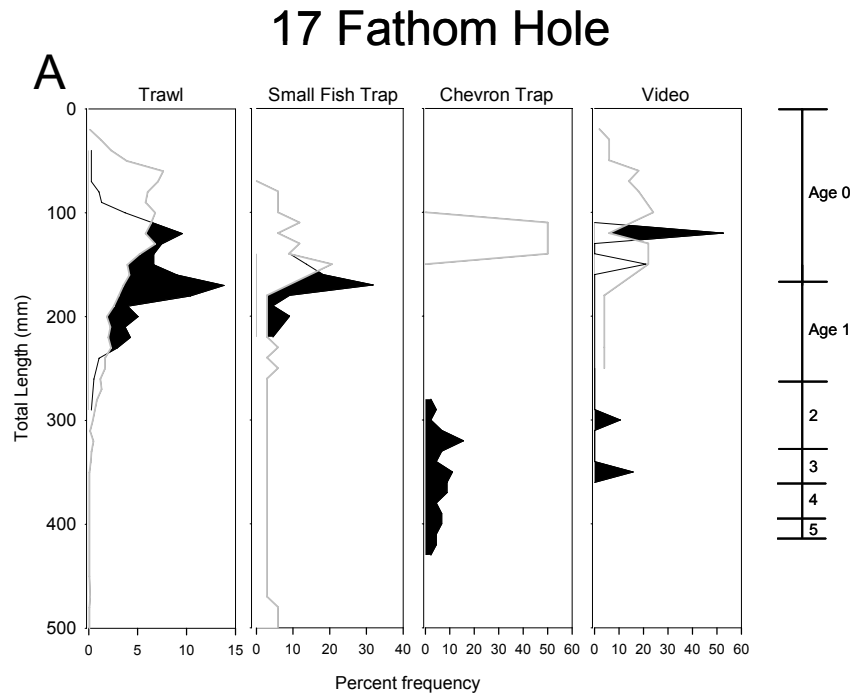 17 Fathom Hole
A
Trawl
Small Fish Trap
Chevron Trap
Video
Total Length (mm)
0
100
200
300
400
500
0 5 10 15
0 10 20 30 40
0 10 20 30 40 50 60
0 10 20 30 40 50 60
Percent frequency
Age 0
Age 1
2
3
4
5